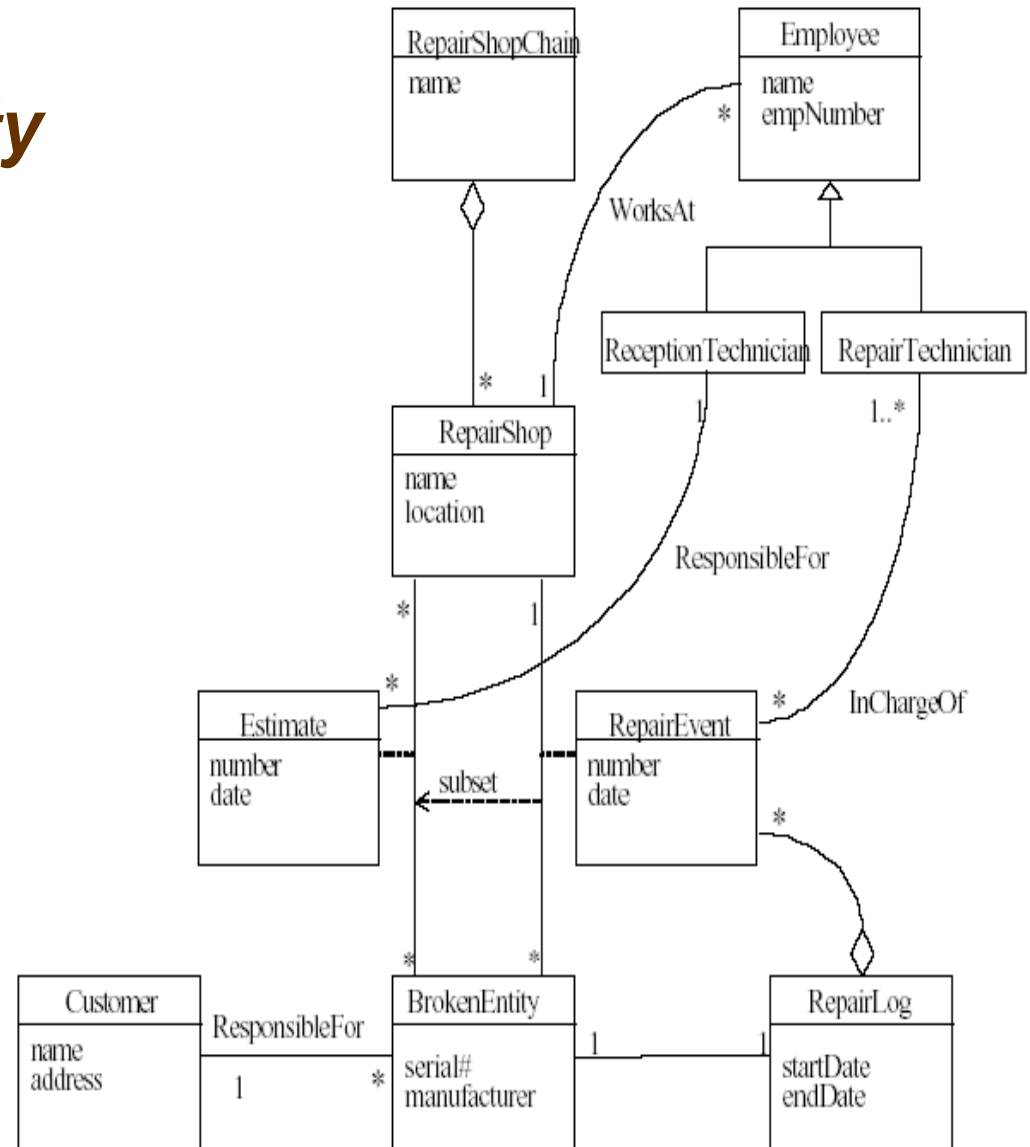 ty
RepairShopChain
name
Employee
name
empNumber
*
WorksAt
ReceptionTechnician
RepairTechnician
*
1
1
1..*
RepairShop
name
location
ResponsibleFor
*
1
*
*
InChargeOf
Estimate
number
date
RepairEvent
number
date
subset
*
*
*
Customer
name
address
ResponsibleFor
1
*
BrokenEntity
serial#
manufacturer
1
1
RepairLog
startDate
endDate